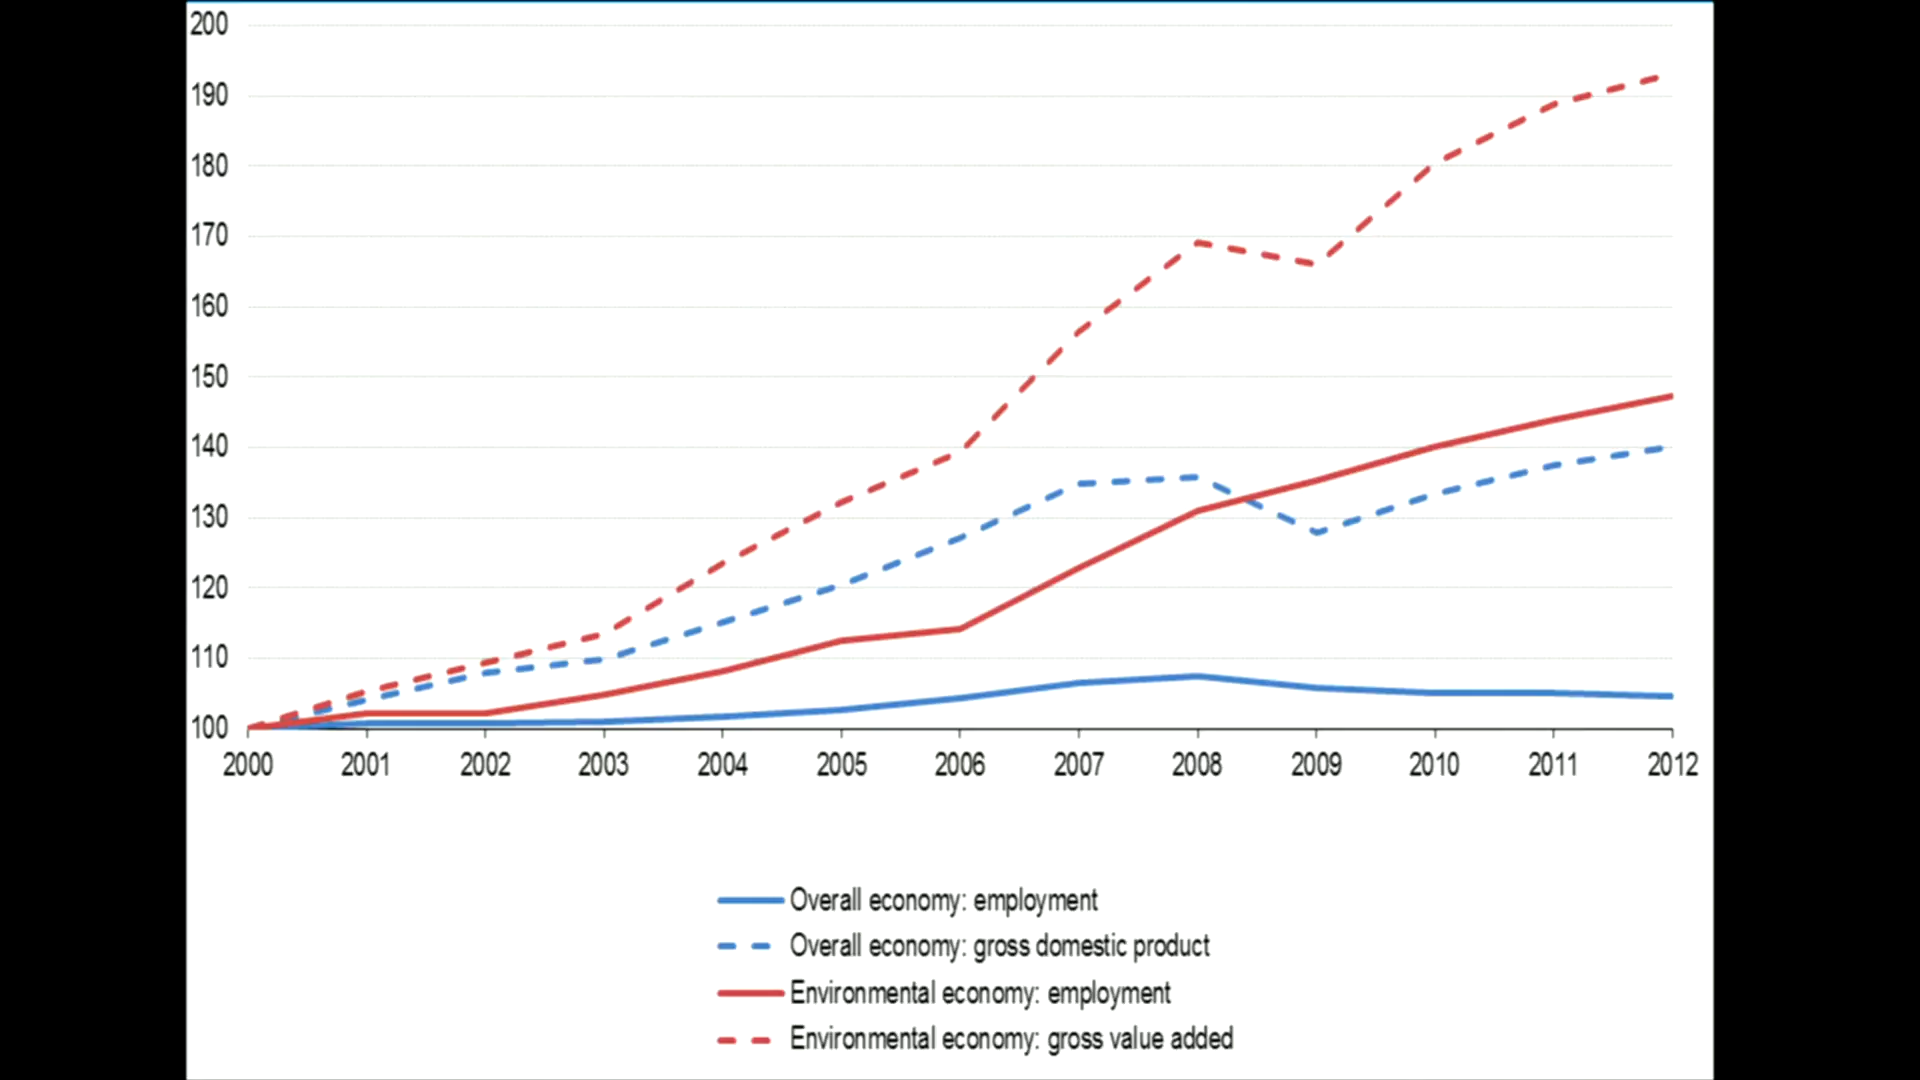 200
190
180
170
160
150
140
130
120
110
100
2000 2001 2002 2003 2004 2005 2006 2007 2008 2009 2010 2011 2012
Overall economy: employment
Overall economy: gross domestic product
Environmental economy: employment
Environmental economy: gross value added